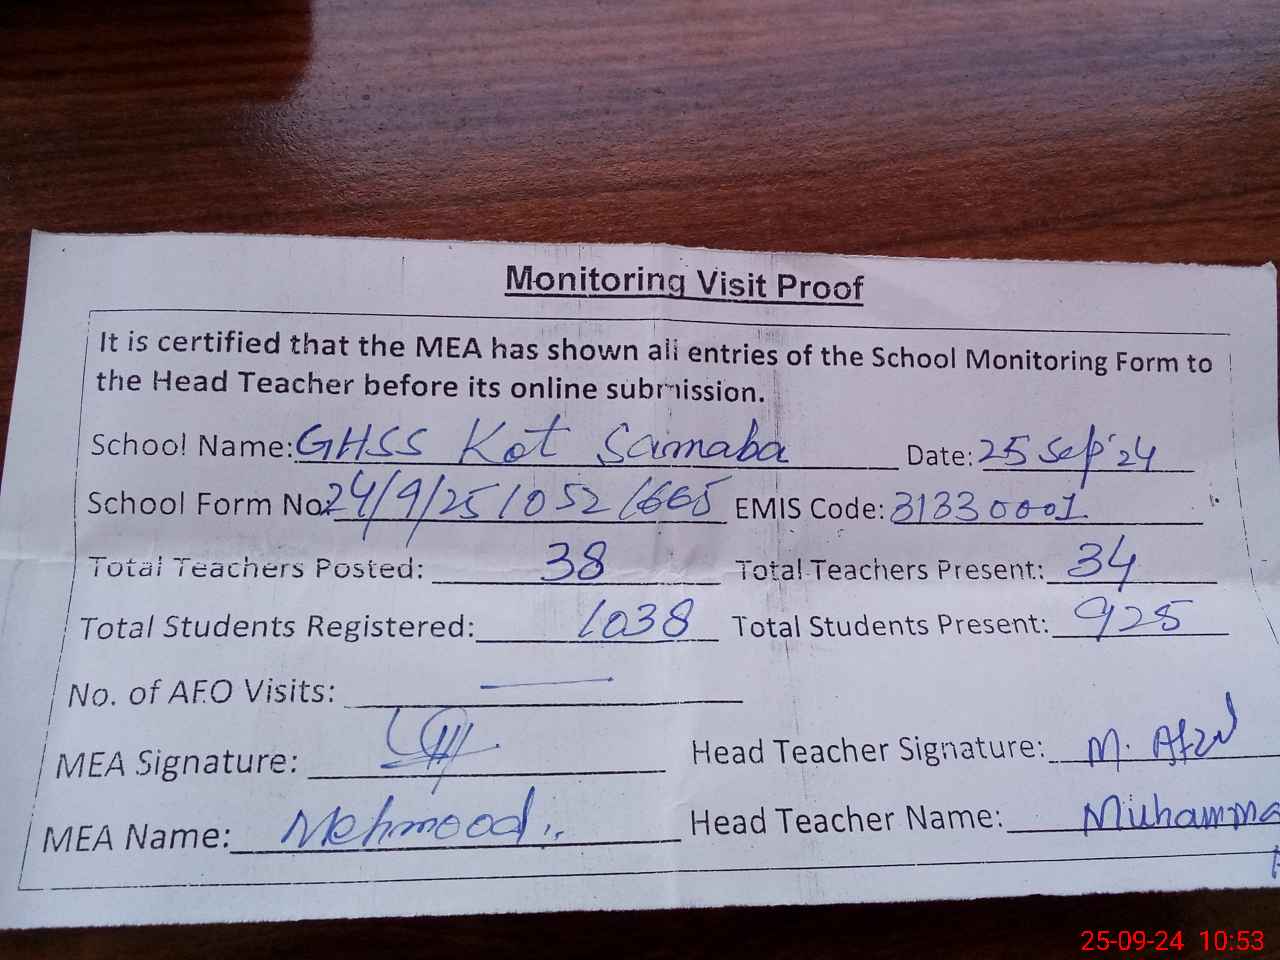 Monitoring Visit Proof
It is certified that the MEA has shown all entries of the School Monitoring Form to
the Head Teacher before its online submission.
School Name: GHSS Kot Samaba Date: 25 Sep'24
School Form No: 24/9/25/1052/665 EMIS Code: 31330001
Total Teachers Posted: 38 Total Teachers Present: 34
Total Students Registered: 1038 Total Students Present: 925
No. of AEO Visits: —
MEA Signature: Head Teacher Signature: M. Afzal
MEA Name: Mehmood Head Teacher Name: Muhamma
25-09-24 10:53